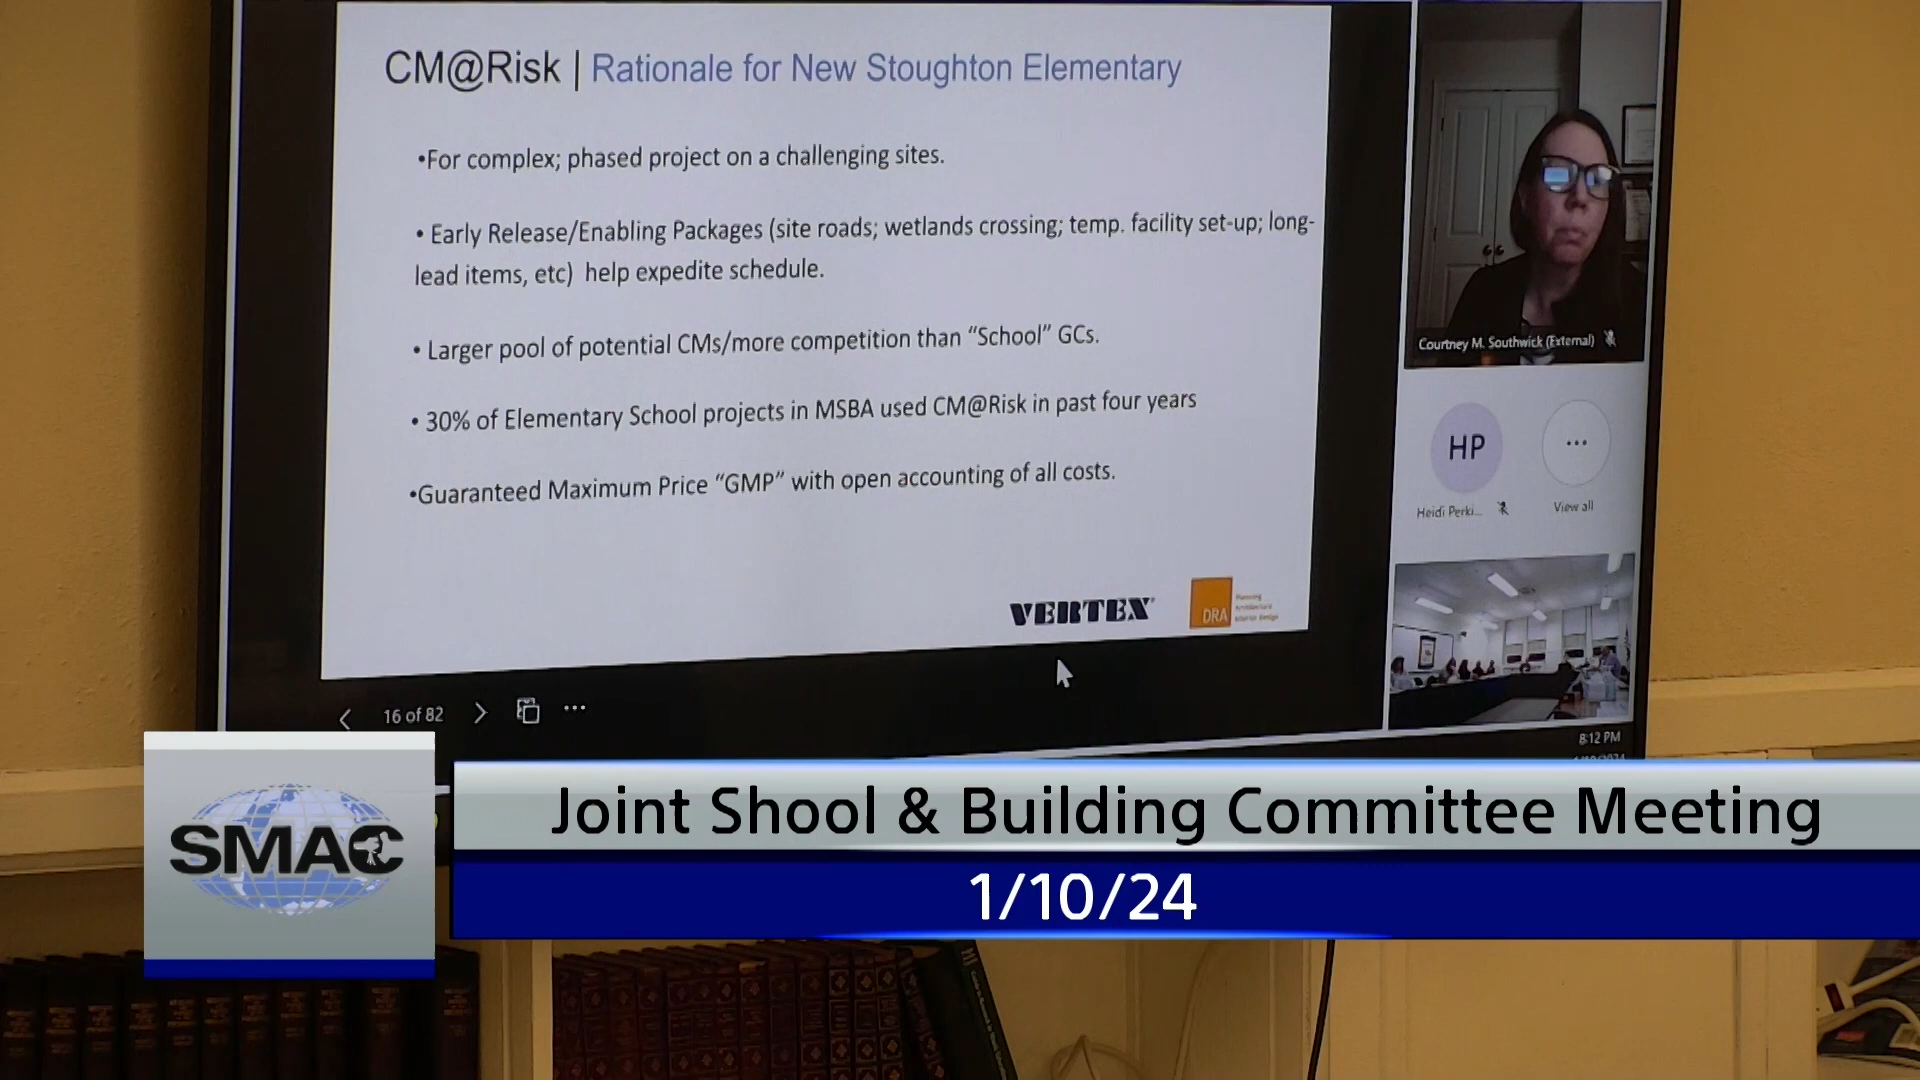 CM@Risk | Rationale for New Stoughton Elementary
•For complex; phased project on a challenging sites.
• Early Release/Enabling Packages (site roads; wetlands crossing; temp. facility set-up; long-
lead items, etc) help expedite schedule.
• Larger pool of potential CMs/more competition than “School” GCs.
• 30% of Elementary School projects in MSBA used CM@Risk in past four years
•Guaranteed Maximum Price “GMP” with open accounting of all costs.
VERTEX
DRA
Planning
Architecture
Interior Design
16 of 82
Courtney M. Southwick (External)
HP
Heidi Perki...
View all
8:12 PM
SMAC
Joint Shool & Building Committee Meeting
1/10/24